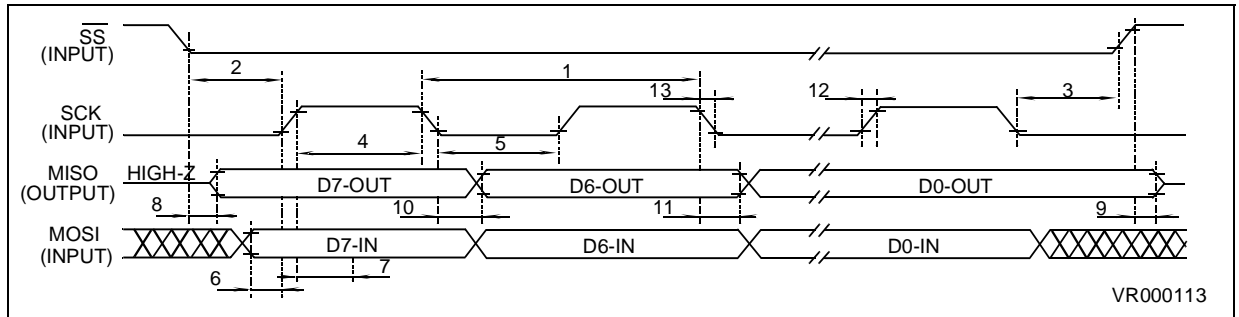 SS
(INPUT)
2
1
13
12
3
SCK
(INPUT)
4
5
MISO
(OUTPUT)
HIGH-Z
D7-OUT
D6-OUT
D0-OUT
8
10
11
9
MOSI
(INPUT)
D7-IN
D6-IN
D0-IN
6
7
VR000113